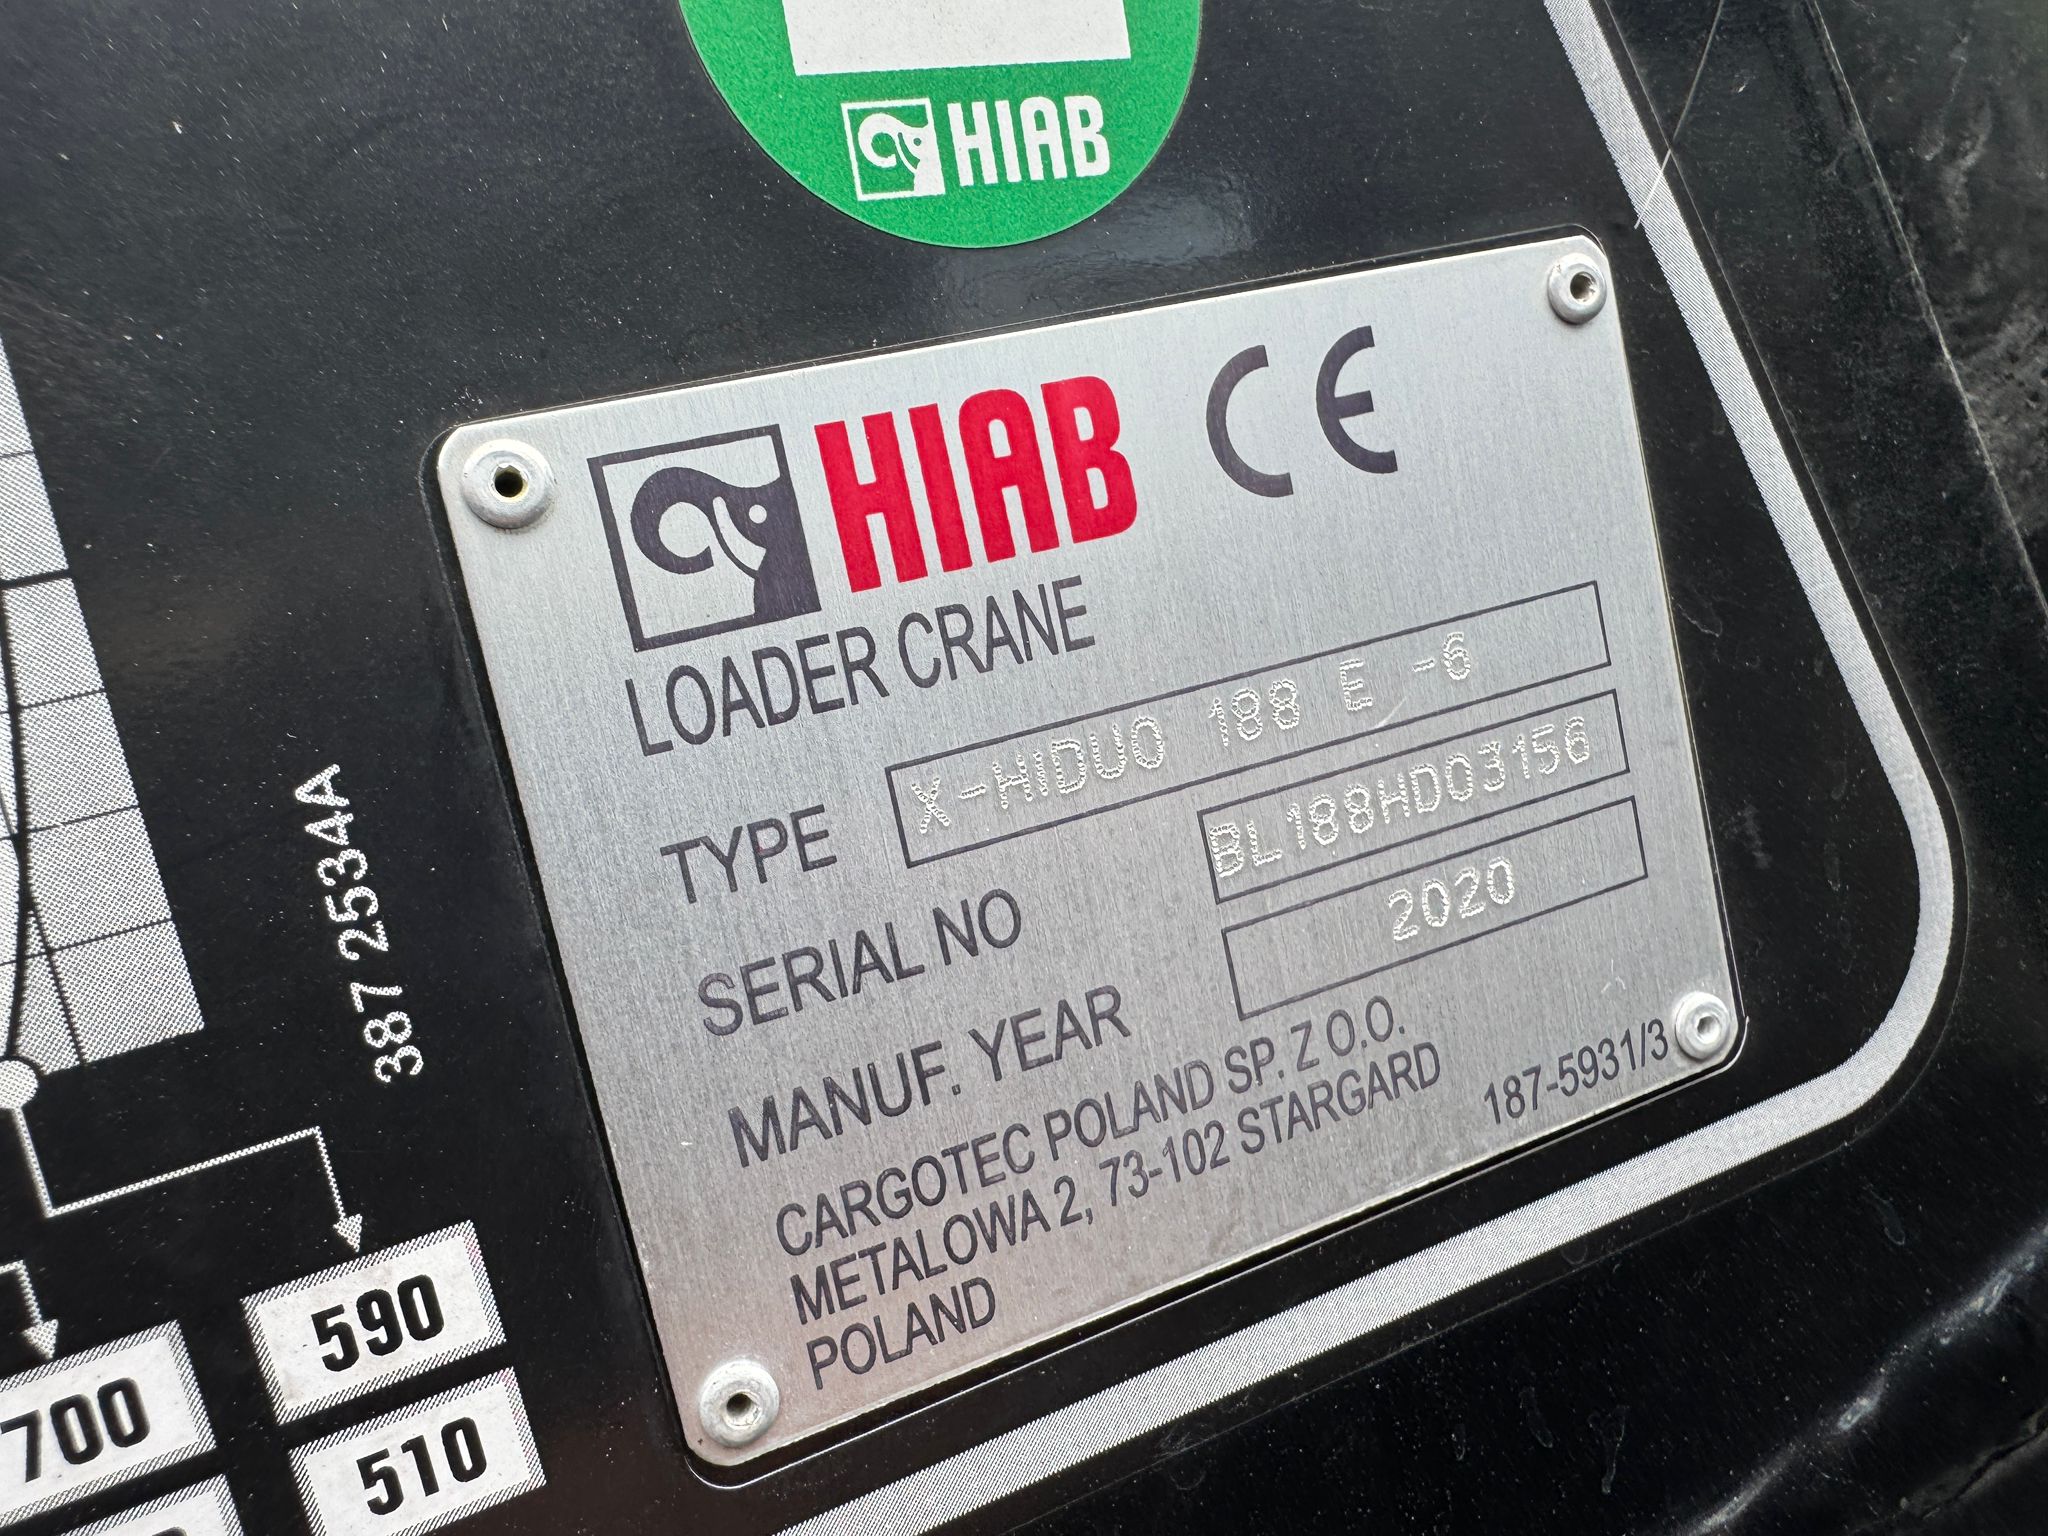 HIAB
HIAB CE
LOADER CRANE
TYPE X-HIDUO 188 E -6
SERIAL NO BL188HD03156
MANUF. YEAR 2020
CARGOTEC POLAND SP. Z O.O.
METALOWA 2, 73-102 STARGARD
POLAND
187-5931/3
387 2534A
590
700
510